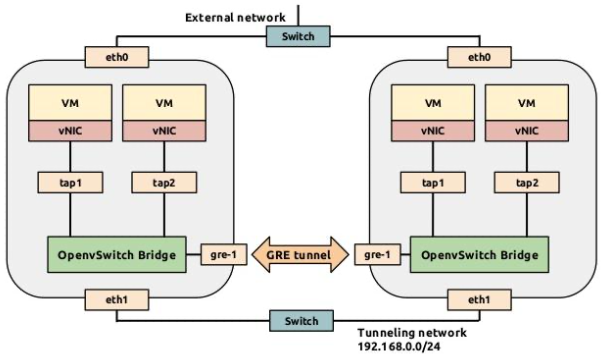 External network
Switch
eth0
eth0
VM
VM
VM
VM
vNIC
vNIC
vNIC
vNIC
tap1
tap2
tap1
tap2
OpenvSwitch Bridge
gre-1
GRE tunnel
gre-1
OpenvSwitch Bridge
eth1
eth1
Switch
Tunneling network
192.168.0.0/24